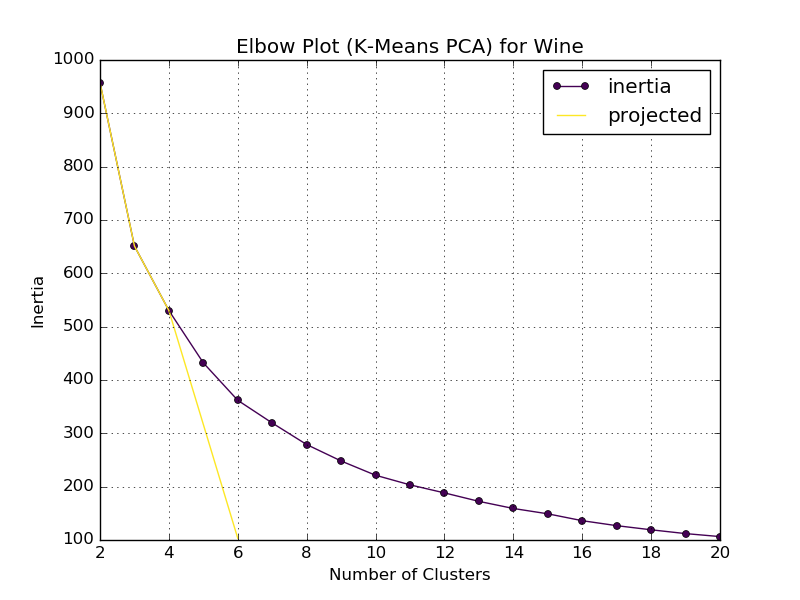 Elbow Plot (K-Means PCA) for Wine
1000
900
800
700
600
500
400
300
200
100
Inertia
inertia
projected
2 4 6 8 10 12 14 16 18 20
Number of Clusters